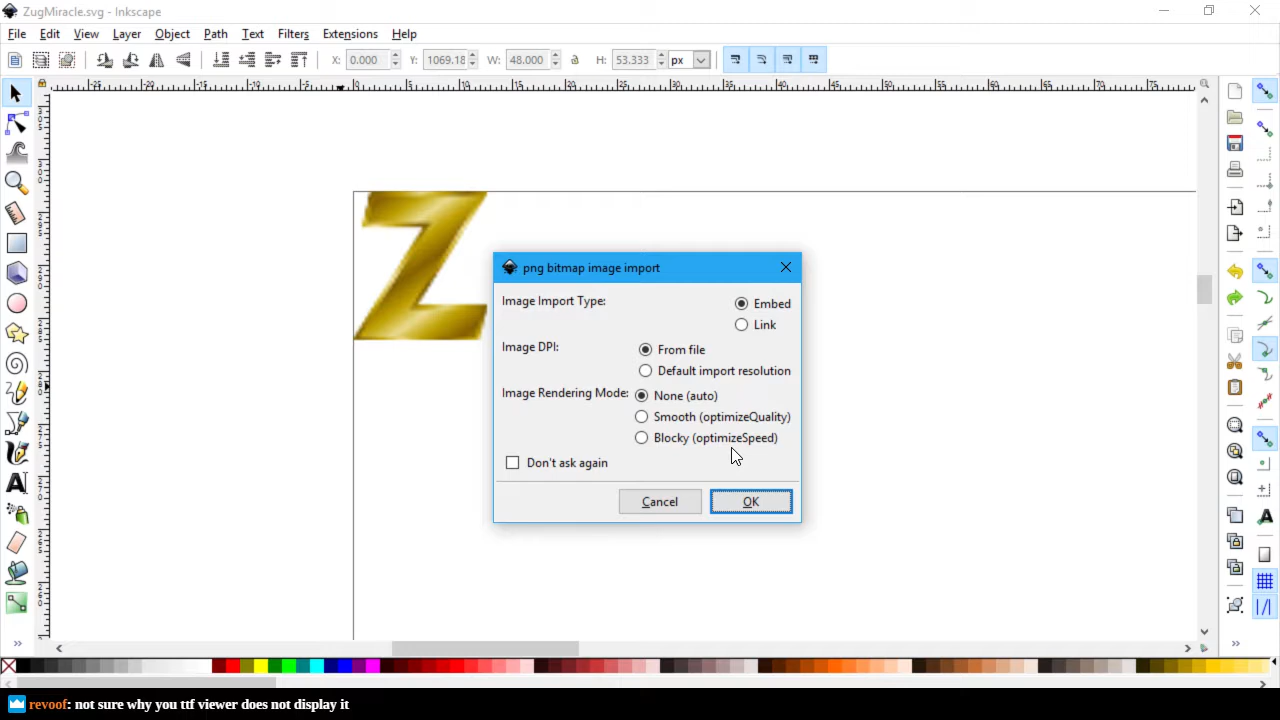 ZugMiracle.svg - Inkscape
File Edit View Layer Object Path Text Filters Extensions Help
X: 0.000 Y: 1069.18 W: 48.000 H: 53.333 px
Z
png bitmap image import
Image Import Type:
Embed
Link
Image DPI:
From file
Default import resolution
Image Rendering Mode:
None (auto)
Smooth (optimizeQuality)
Blocky (optimizeSpeed)
Don't ask again
Cancel OK
revoof: not sure why you ttf viewer does not display it